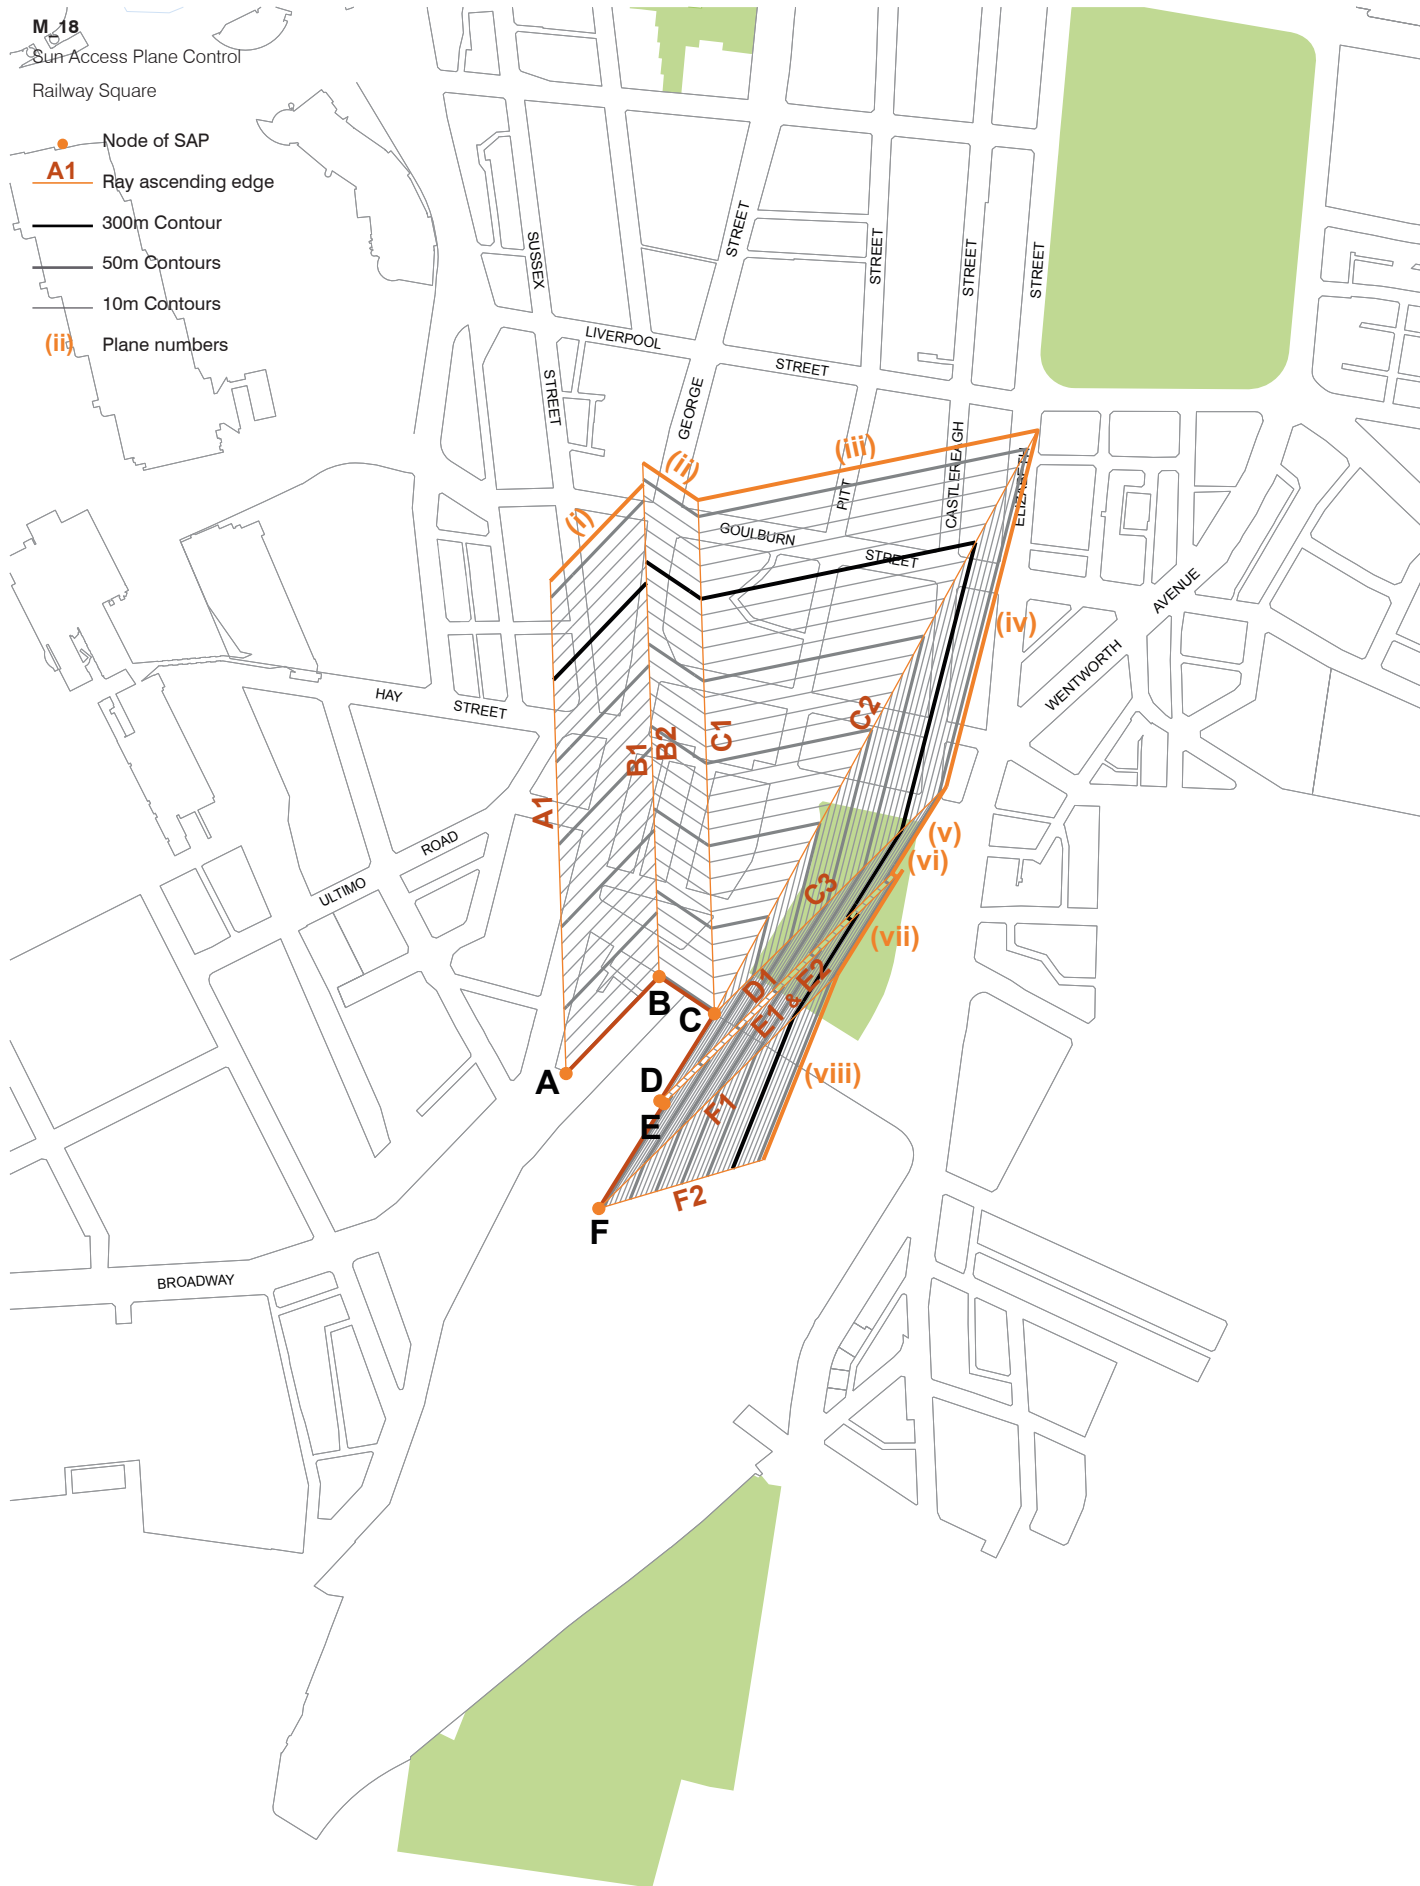 M_18
Sun Access Plane Control
Railway Square
Node of SAP
A1
Ray ascending edge
300m Contour
50m Contours
10m Contours
(ii)
Plane numbers
SUSSEX
STREET
STREET
STREET
STREET
STREET
LIVERPOOL
STREET
GEORGE
(i)
(ii)
(iii)
PITT
CASTLEREAGH
ELIZABETH
GOULBURN
STREET
(iv)
AVENUE
WENTWORTH
HAY
STREET
A1
B1
B2
C1
C2
(v)
(vi)
(vii)
(viii)
ROAD
ULTIMO
C3
D1
E1 & F2
F1
F2
A
B
C
D
E
F
BROADWAY